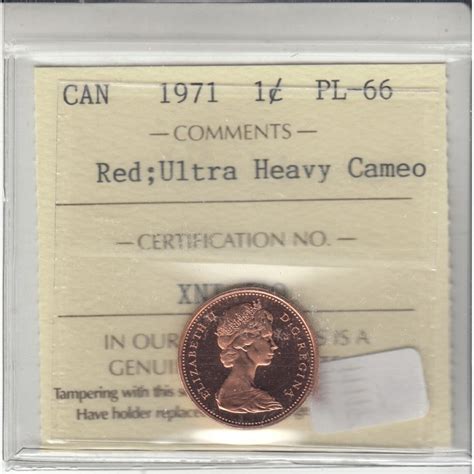 CAN 1971 1¢ PL-66
— COMMENTS —
Red;Ultra Heavy Cameo
— CERTIFICATION NO. —
IN OUR IS A
GENUI
Tampering with this
Have holder replace
ELIZABETH II D·G·REGINA